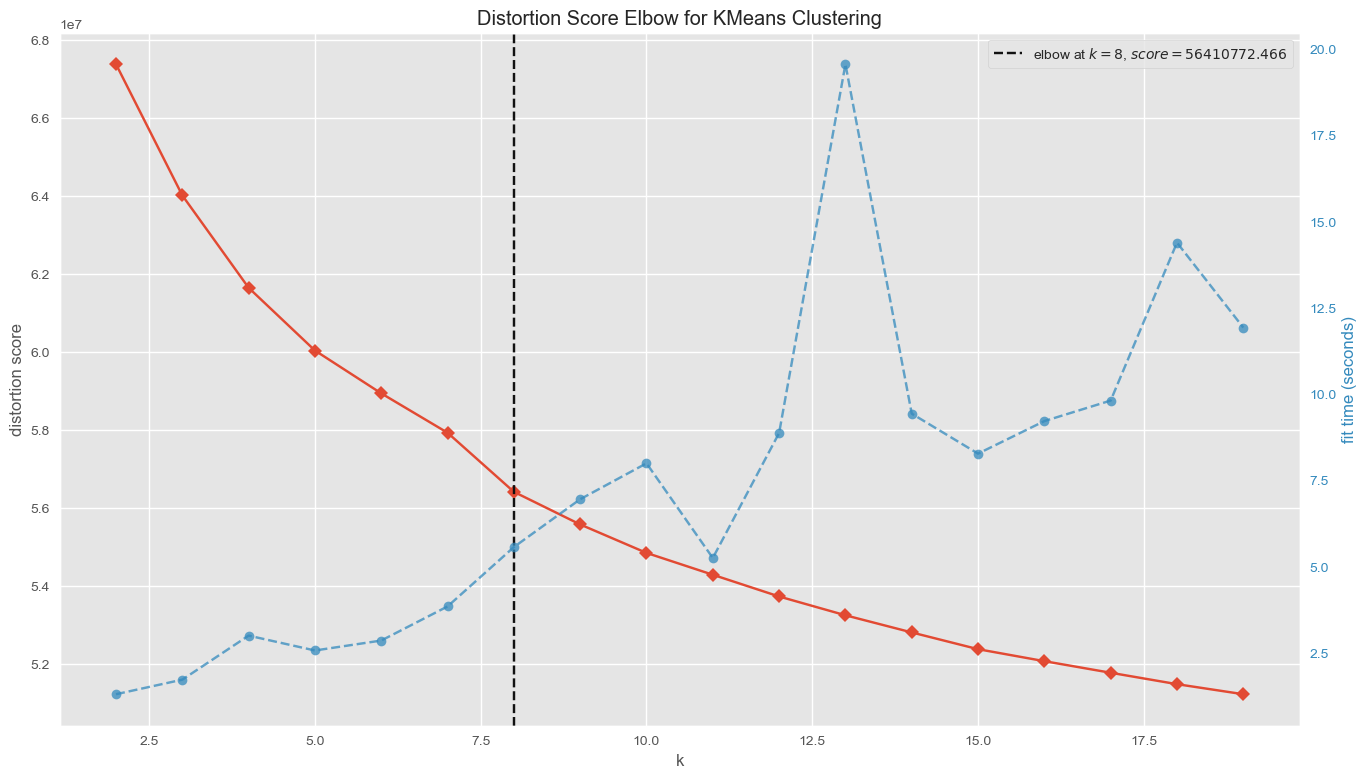 Distortion Score Elbow for KMeans Clustering
1e7
elbow at k = 8, score = 56410772.466
6.8
6.6
6.4
6.2
6.0
5.8
5.6
5.4
5.2
distortion score
20.0
17.5
15.0
12.5
10.0
7.5
5.0
2.5
fit time (seconds)
2.5 5.0 7.5 10.0 12.5 15.0 17.5
k